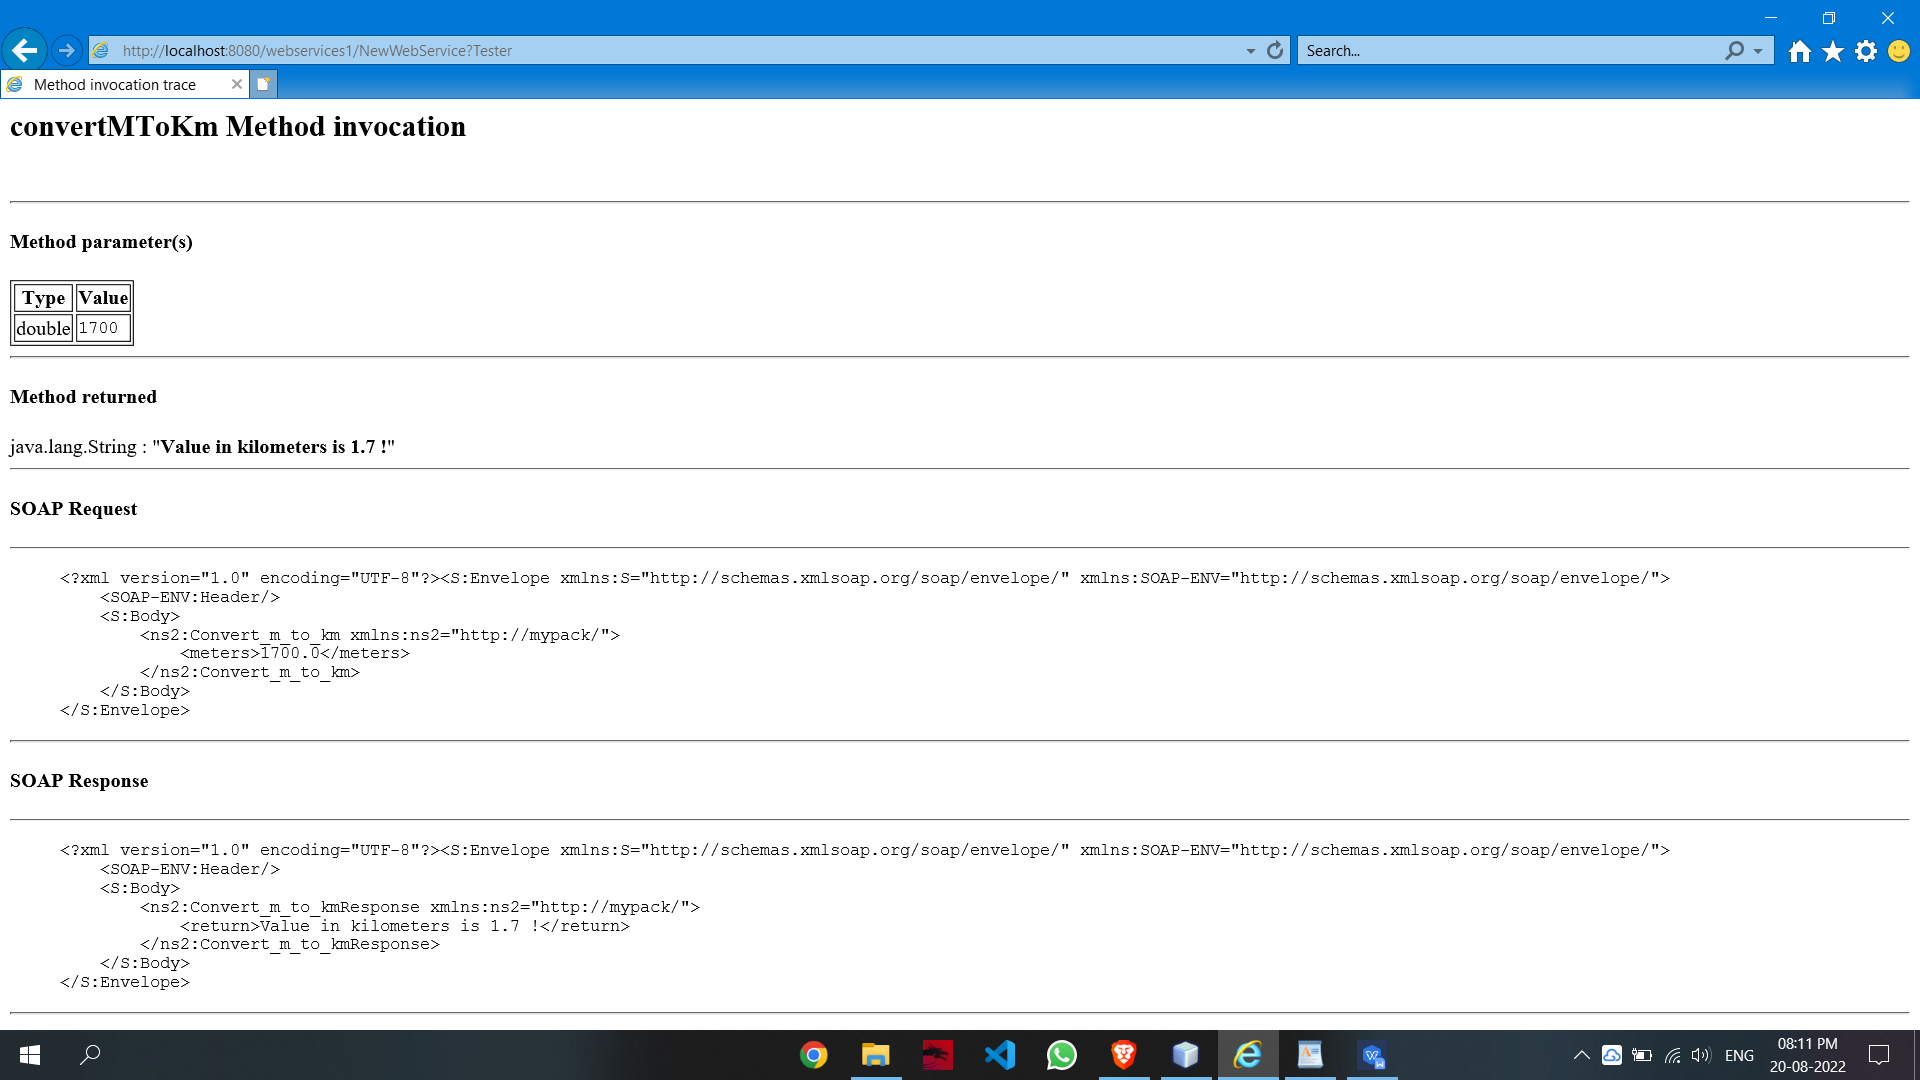 http://localhost:8080/webservices1/NewWebService?Tester
Search...
Method invocation trace
convertMToKm Method invocation
Method parameter(s)
Type Value
double 1700
Method returned
java.lang.String : "Value in kilometers is 1.7 !"
SOAP Request
<?xml version="1.0" encoding="UTF-8"?><S:Envelope xmlns:S="http://schemas.xmlsoap.org/soap/envelope/" xmlns:SOAP-ENV="http://schemas.xmlsoap.org/soap/envelope/">
<SOAP-ENV:Header/>
<S:Body>
<ns2:Convert_m_to_km xmlns:ns2="http://mypack/">
<meters>1700.0</meters>
</ns2:Convert_m_to_km>
</S:Body>
</S:Envelope>
SOAP Response
<?xml version="1.0" encoding="UTF-8"?><S:Envelope xmlns:S="http://schemas.xmlsoap.org/soap/envelope/" xmlns:SOAP-ENV="http://schemas.xmlsoap.org/soap/envelope/">
<SOAP-ENV:Header/>
<S:Body>
<ns2:Convert_m_to_kmResponse xmlns:ns2="http://mypack/">
<return>Value in kilometers is 1.7 !</return>
</ns2:Convert_m_to_kmResponse>
</S:Body>
</S:Envelope>
ENG
08:11 PM
20-08-2022